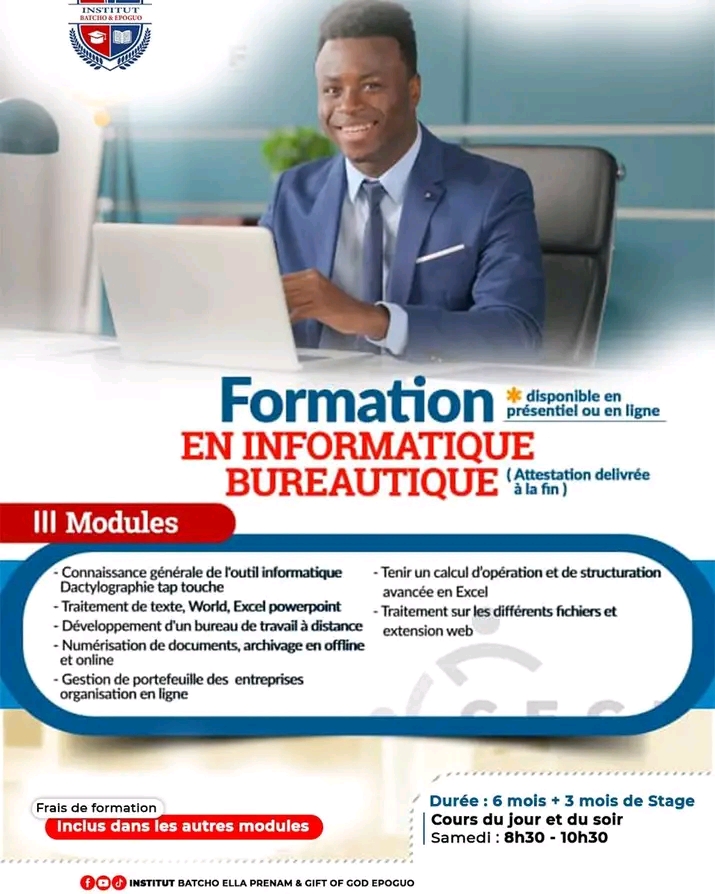 INSTITUT
BATCHO & EPOGUO
Formation
* disponible en
présentiel ou en ligne
EN INFORMATIQUE
BUREAUTIQUE
( Attestation delivrée
à la fin )
III Modules
- Connaissance générale de l'outil informatique
Dactylographie tap touche
- Traitement de texte, World, Excel powerpoint
- Développement d'un bureau de travail à distance
- Numérisation de documents, archivage en offline
et online
- Gestion de portefeuille des entreprises
organisation en ligne
- Tenir un calcul d'opération et de structuration
avancée en Excel
- Traitement sur les différents fichiers et
extension web
Frais de formation
Inclus dans les autres modules
Durée : 6 mois + 3 mois de Stage
Cours du jour et du soir
Samedi : 8h30 - 10h30
INSTITUT BATCHO ELLA PRENAM & GIFT OF GOD EPOGUO